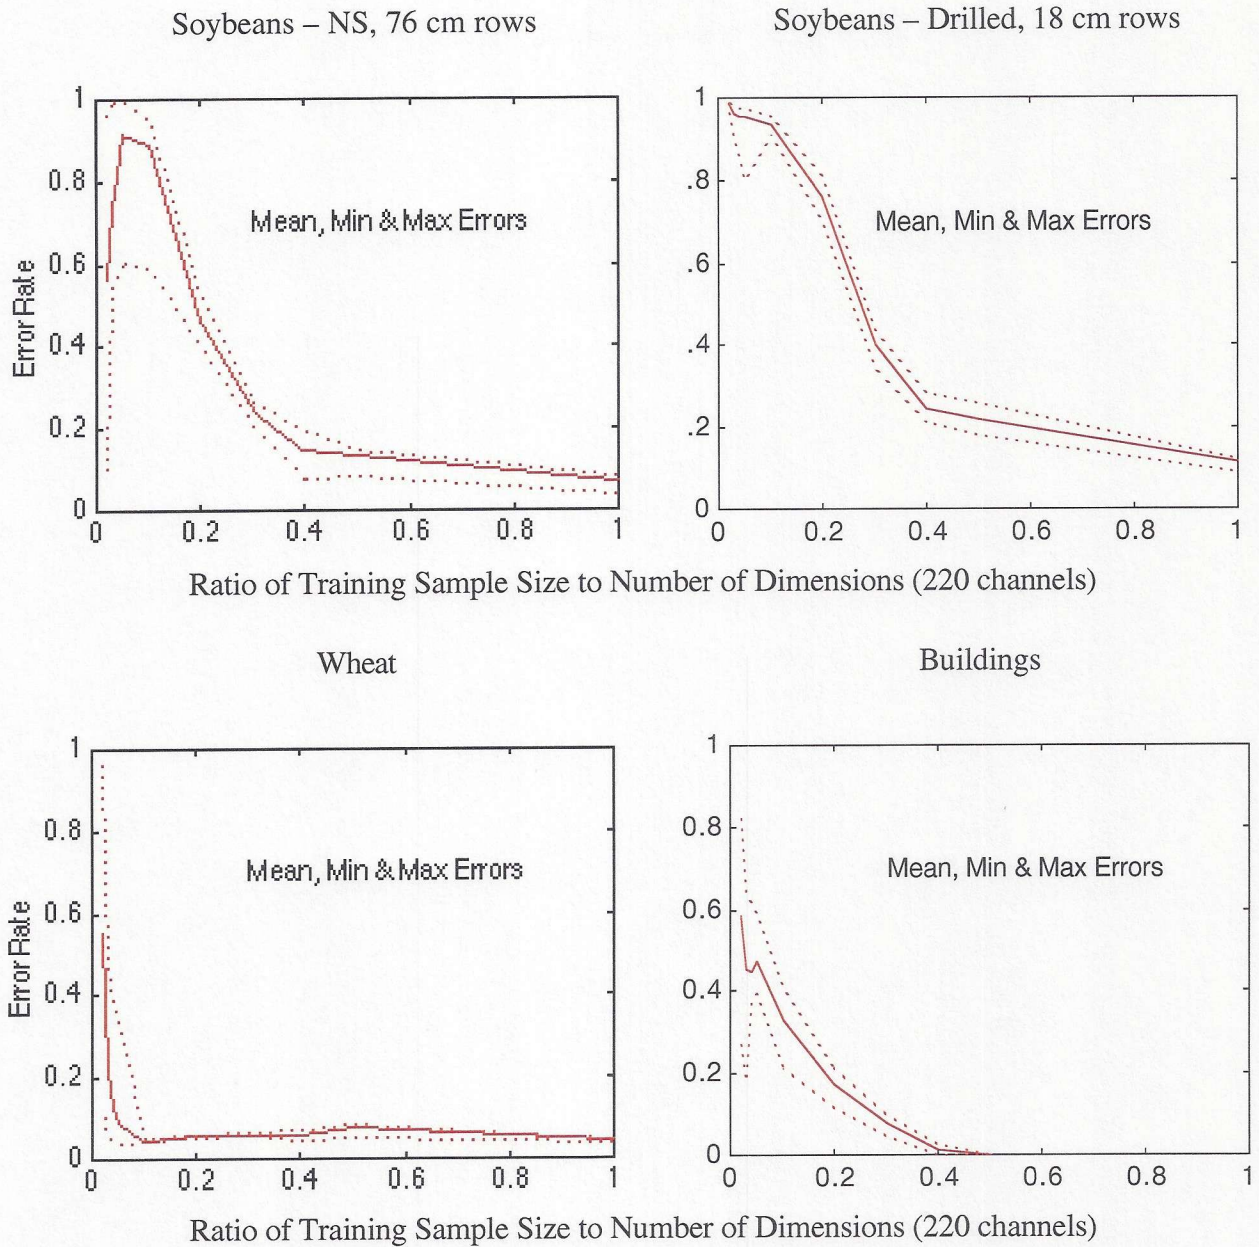 Soybeans – NS, 76 cm rows
Soybeans – Drilled, 18 cm rows
1
0.8
0.6
0.4
0.2
0
Error Rate
Mean, Min & Max Errors
0 0.2 0.4 0.6 0.8 1
1
.8
.6
.4
.2
0
Mean, Min & Max Errors
0 0.2 0.4 0.6 0.8 1
Ratio of Training Sample Size to Number of Dimensions (220 channels)
Wheat
Buildings
1
0.8
0.6
0.4
0.2
0
Error Rate
Mean, Min & Max Errors
0 0.2 0.4 0.6 0.8 1
1
0.8
0.6
0.4
0.2
0
Mean, Min & Max Errors
0 0.2 0.4 0.6 0.8 1
Ratio of Training Sample Size to Number of Dimensions (220 channels)